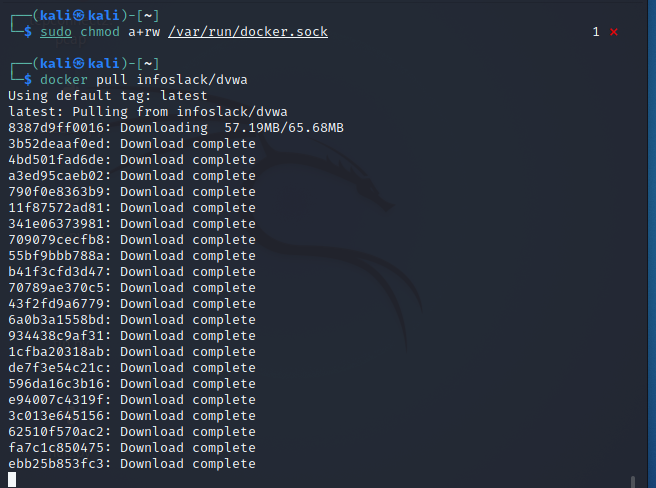 ┌──(kali㉿kali)-[~]
└─$ sudo chmod a+rw /var/run/docker.sock 1 ⨯
┌──(kali㉿kali)-[~]
└─$ docker pull infoslack/dvwa
Using default tag: latest
latest: Pulling from infoslack/dvwa
8387d9ff0016: Downloading  57.19MB/65.68MB
3b52deaaf0ed: Download complete
4bd501fad6de: Download complete
a3ed95caeb02: Download complete
790f0e8363b9: Download complete
11f87572ad81: Download complete
341e06373981: Download complete
709079cecfb8: Download complete
55bf9bbb788a: Download complete
b41f3cfd3d47: Download complete
70789ae370c5: Download complete
43f2fd9a6779: Download complete
6a0b3a1558bd: Download complete
934438c9af31: Download complete
1cfba20318ab: Download complete
de7f3e54c21c: Download complete
596da16c3b16: Download complete
e94007c4319f: Download complete
3c013e645156: Download complete
62510f570ac2: Download complete
fa7c1c850475: Download complete
ebb25b853fc3: Download complete